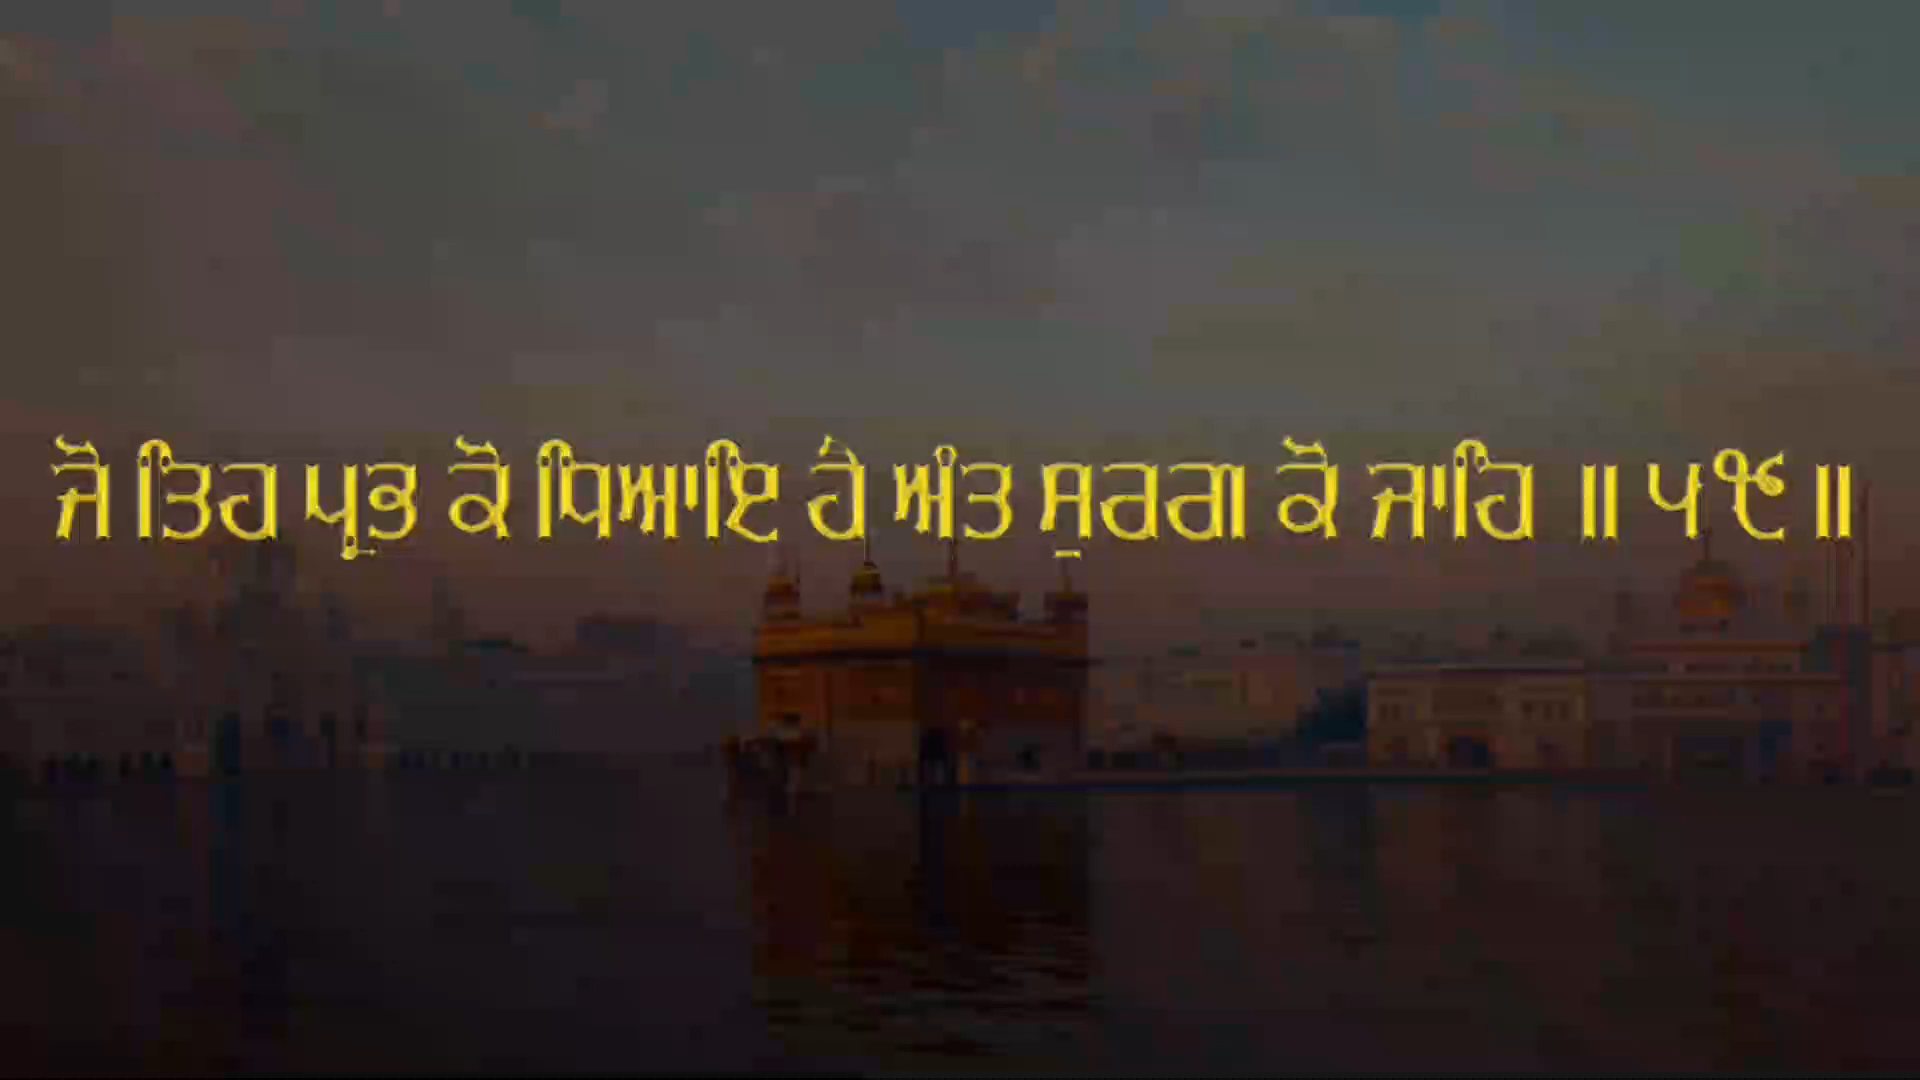 ਜੋ ਤਿਹ ਪ੍ਰਭ ਕੋ ਧਿਆਇ ਹੇ ਅੰਤ ਸੁਰਗ ਕੋ ਜਾਹਿ ॥੫੯॥